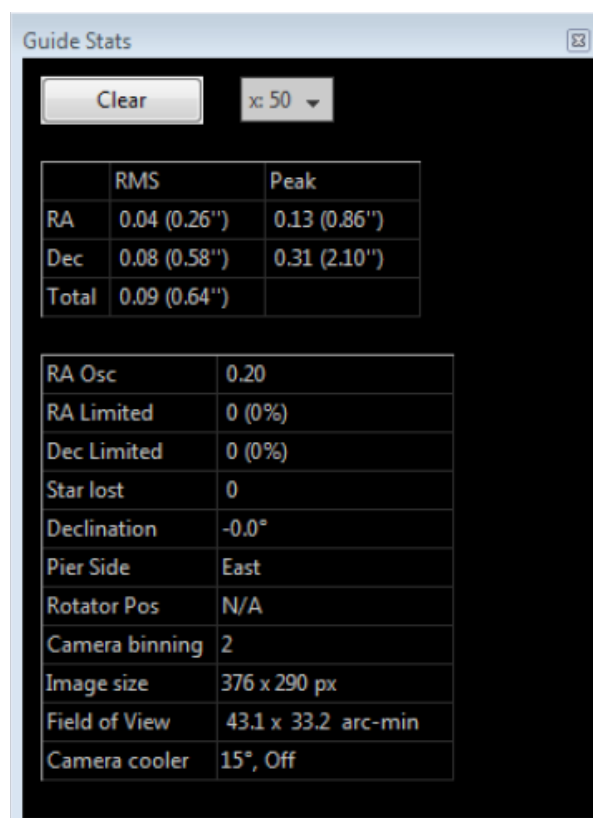 Guide Stats
Clear
x: 50
RMS Peak
RA 0.04 (0.26'') 0.13 (0.86'')
Dec 0.08 (0.58'') 0.31 (2.10'')
Total 0.09 (0.64'')
RA Osc 0.20
RA Limited 0 (0%)
Dec Limited 0 (0%)
Star lost 0
Declination -0.0°
Pier Side East
Rotator Pos N/A
Camera binning 2
Image size 376 x 290 px
Field of View 43.1 x 33.2 arc-min
Camera cooler 15°, Off